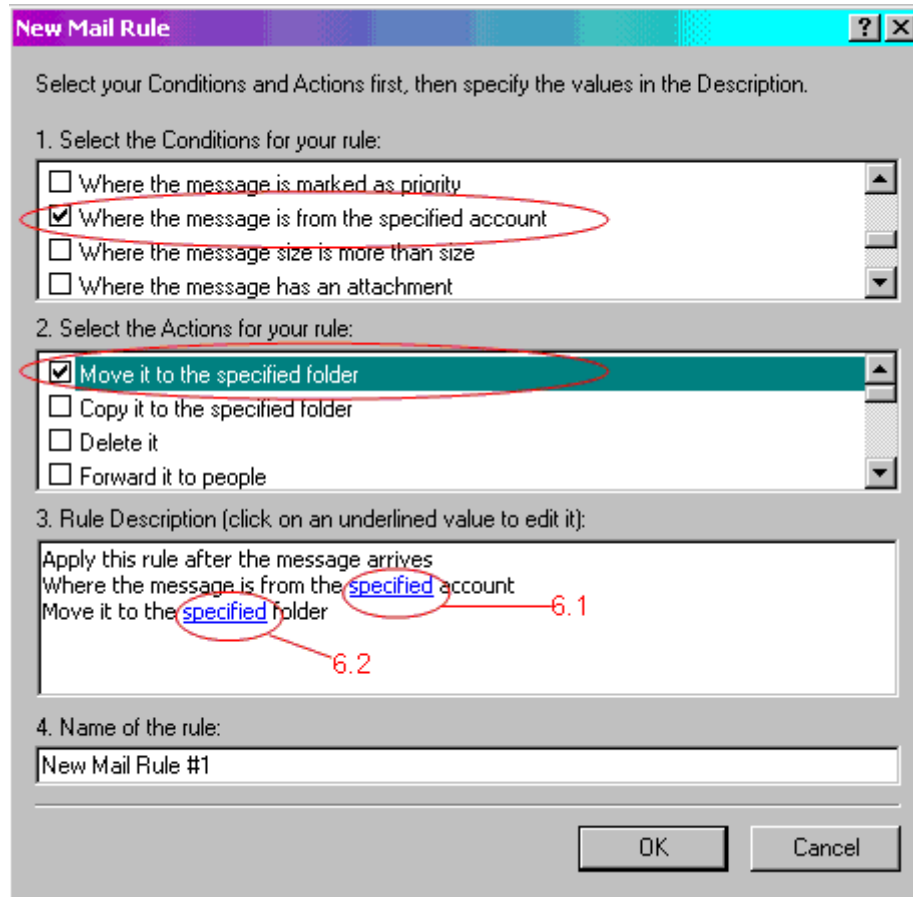 New Mail Rule
Select your Conditions and Actions first, then specify the values in the Description.
1. Select the Conditions for your rule:
Where the message is marked as priority
Where the message is from the specified account
Where the message size is more than size
Where the message has an attachment
2. Select the Actions for your rule:
Move it to the specified folder
Copy it to the specified folder
Delete it
Forward it to people
3. Rule Description (click on an underlined value to edit it):
Apply this rule after the message arrives
Where the message is from the specified account
Move it to the specified folder
6.1
6.2
4. Name of the rule:
New Mail Rule #1
OK Cancel